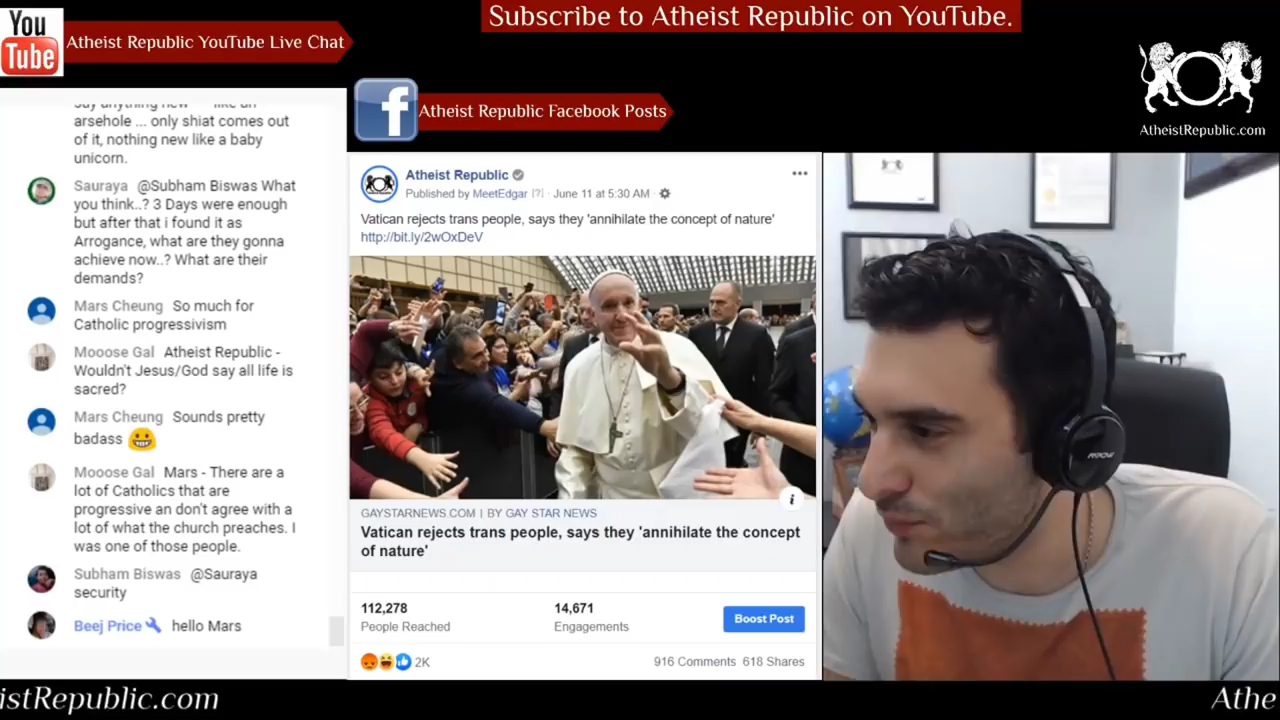 Subscribe to Atheist Republic on YouTube.
You
Tube
Atheist Republic YouTube Live Chat
AtheistRepublic.com
Atheist Republic Facebook Posts
say anything new like an
arsehole ... only shiat comes out
of it, nothing new like a baby
unicorn.
Sauraya @Subham Biswas What
you think..? 3 Days were enough
but after that i found it as
Arrogance, what are they gonna
achieve now..? What are their
demands?
Mars Cheung So much for
Catholic progressivism
Mooose Gal Atheist Republic -
Wouldn't Jesus/God say all life is
sacred?
Mars Cheung Sounds pretty
badass 😬
Mooose Gal Mars - There are a
lot of Catholics that are
progressive an don't agree with a
lot of what the church preaches. I
was one of those people.
Subham Biswas @Sauraya
security
Beej Price hello Mars
Atheist Republic
Published by MeetEdgar [?] · June 11 at 5:30 AM ·
Vatican rejects trans people, says they 'annihilate the concept of nature'
http://bit.ly/2wOxDeV
GAYSTARNEWS.COM | BY GAY STAR NEWS
Vatican rejects trans people, says they 'annihilate the concept
of nature'
112,278
People Reached
14,671
Engagements
Boost Post
2K
916 Comments 618 Shares
istRepublic.com
Athe